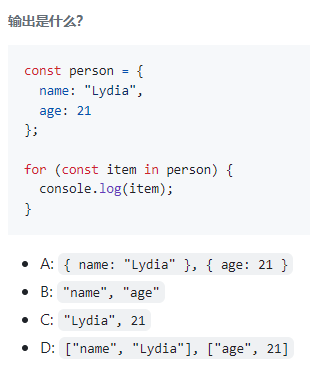 输出是什么?
const person = {
  name: "Lydia",
  age: 21
};

for (const item in person) {
  console.log(item);
}
• A: { name: "Lydia" }, { age: 21 }
• B: "name", "age"
• C: "Lydia", 21
• D: ["name", "Lydia"], ["age", 21]